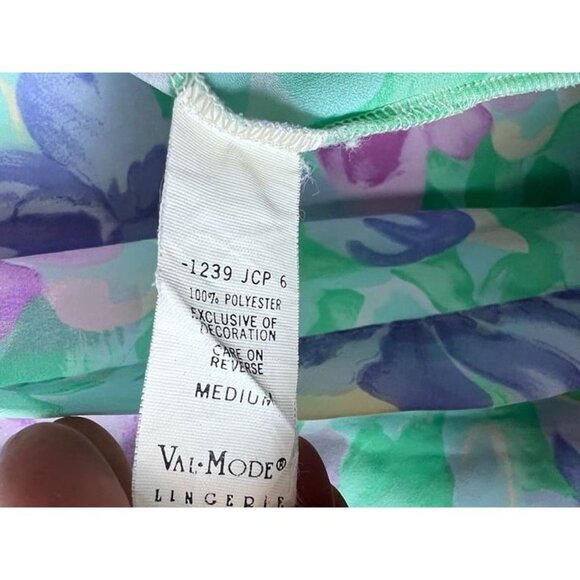 -1239 JCP 6
100% POLYESTER
EXCLUSIVE OF
DECORATION
CARE ON
REVERSE
MEDIUM
VAL·MODE®
LINGERIE